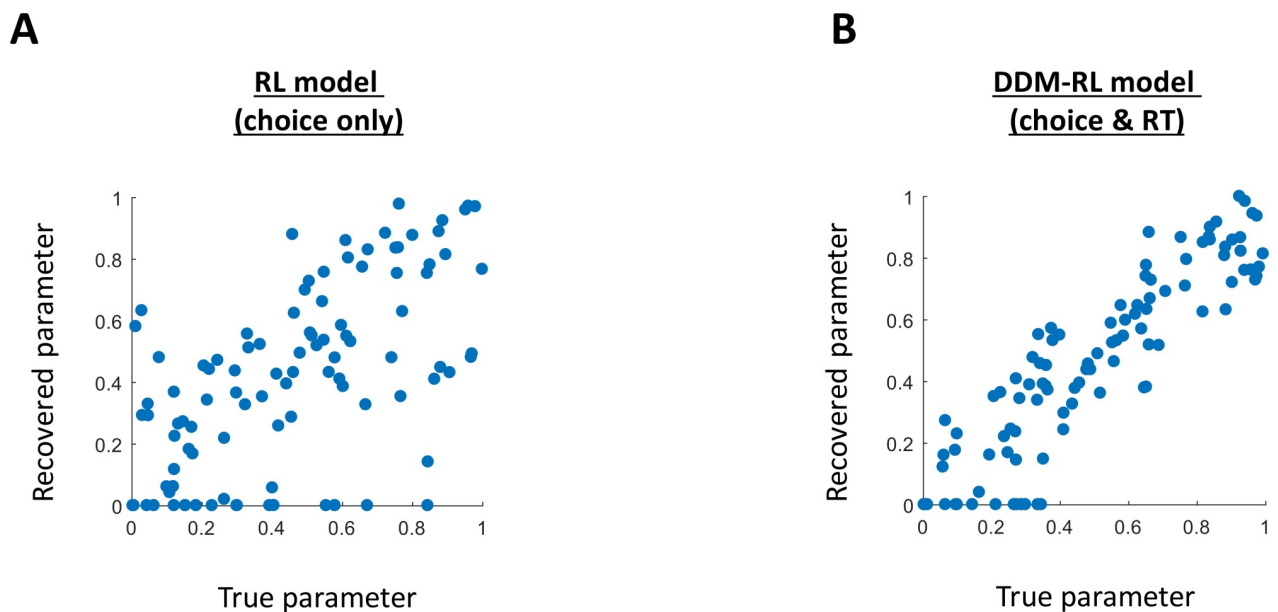 A
RL model
(choice only)
Recovered parameter
1
0.8
0.6
0.4
0.2
0
0 0.2 0.4 0.6 0.8 1
True parameter
B
DDM-RL model
(choice & RT)
Recovered parameter
1
0.8
0.6
0.4
0.2
0
0 0.2 0.4 0.6 0.8 1
True parameter